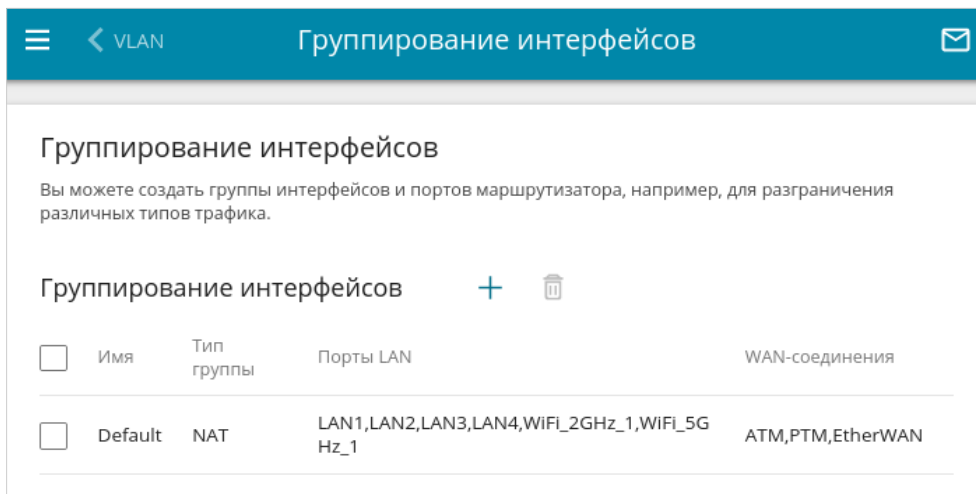 VLAN
Группирование интерфейсов
Группирование интерфейсов
Вы можете создать группы интерфейсов и портов маршрутизатора, например, для разграничения
различных типов трафика.
Группирование интерфейсов
Имя
Тип
группы
Порты LAN
WAN-соединения
Default
NAT
LAN1,LAN2,LAN3,LAN4,WiFi_2GHz_1,WiFi_5G
Hz_1
ATM,PTM,EtherWAN